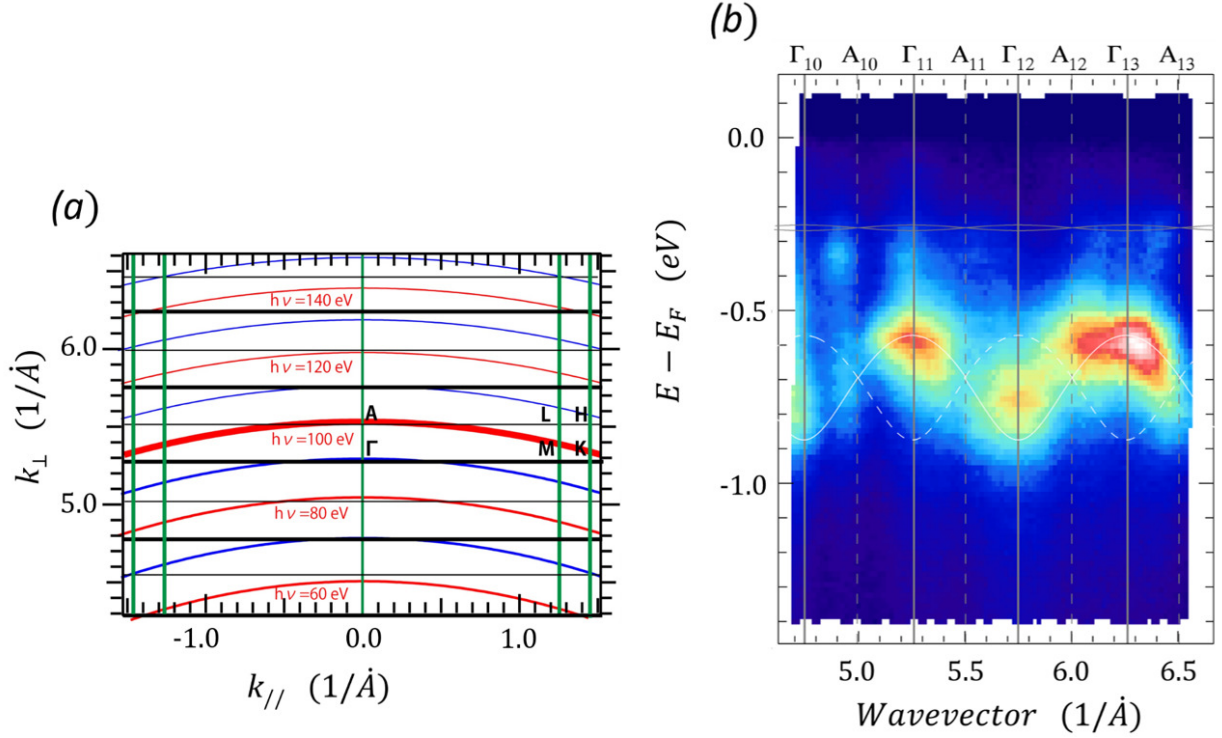 (a)
hν=140 eV
6.0
hν=120 eV
A L H
hν=100 eV
Γ M K
5.0
hν=80 eV
hν=60 eV
-1.0 0.0 1.0
k⊥ (1/Å)
k// (1/Å)
(b)
Γ10 A10 Γ11 A11 Γ12 A12 Γ13 A13
0.0
-0.5
-1.0
E − EF (eV)
5.0 5.5 6.0 6.5
Wavevector (1/Å)